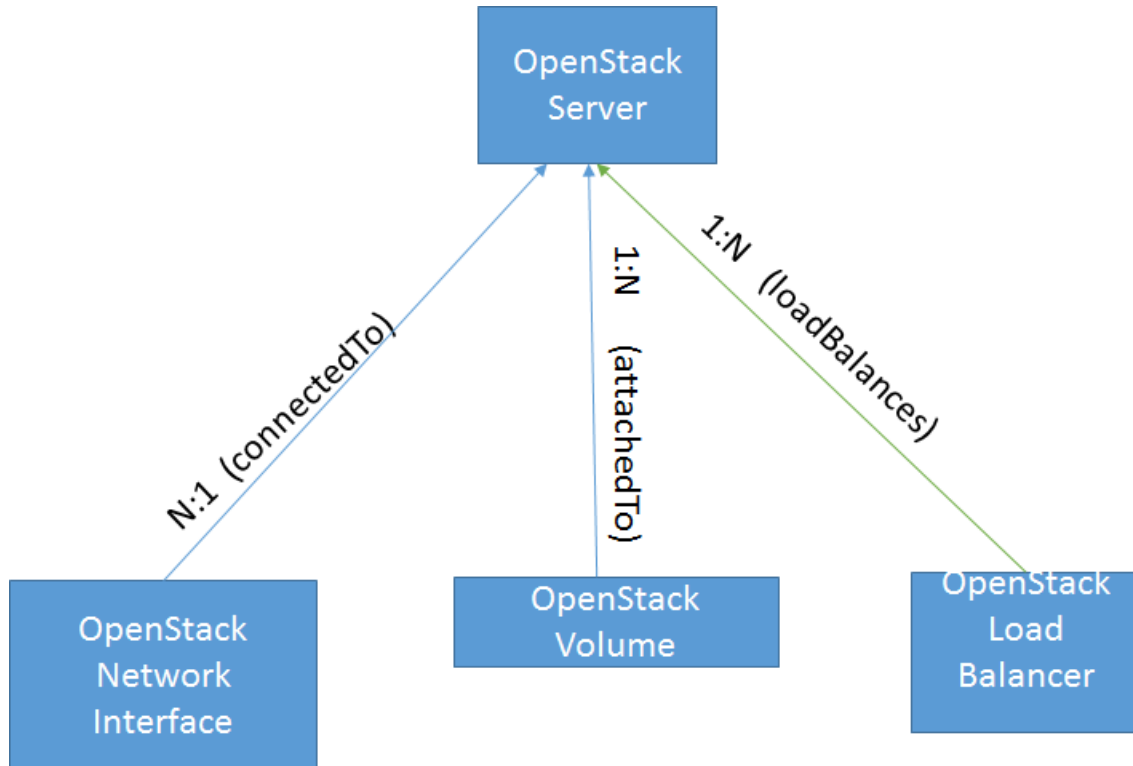 OpenStack
Server
N:1 (connectedTo)
1:N (attachedTo)
1:N (loadBalances)
OpenStack
Network
Interface
OpenStack
Volume
OpenStack
Load
Balancer